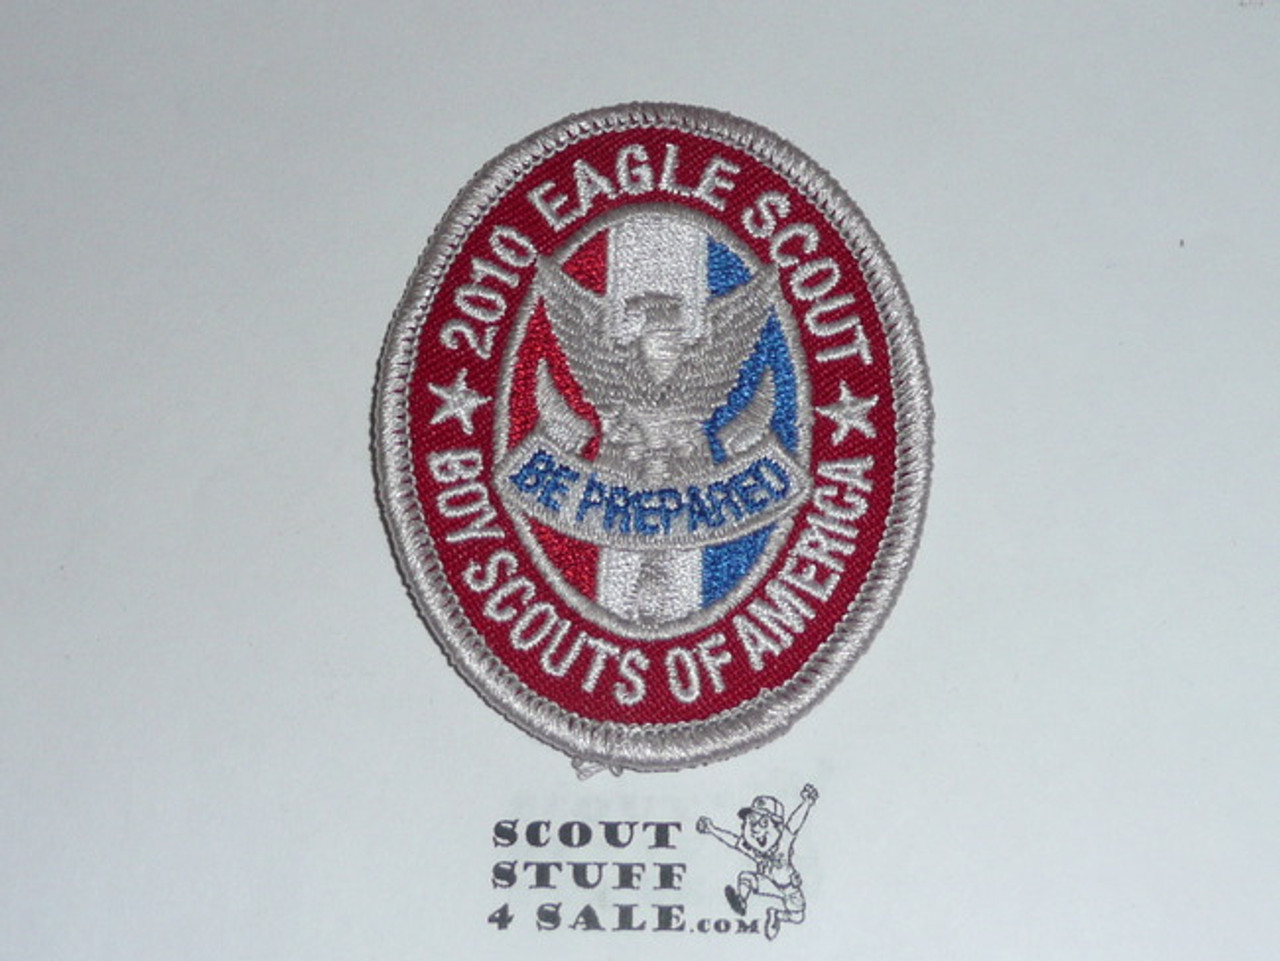 2010 EAGLE SCOUT
BE PREPARED
BOY SCOUTS OF AMERICA
SCOUT
STUFF
4 SALE.COM